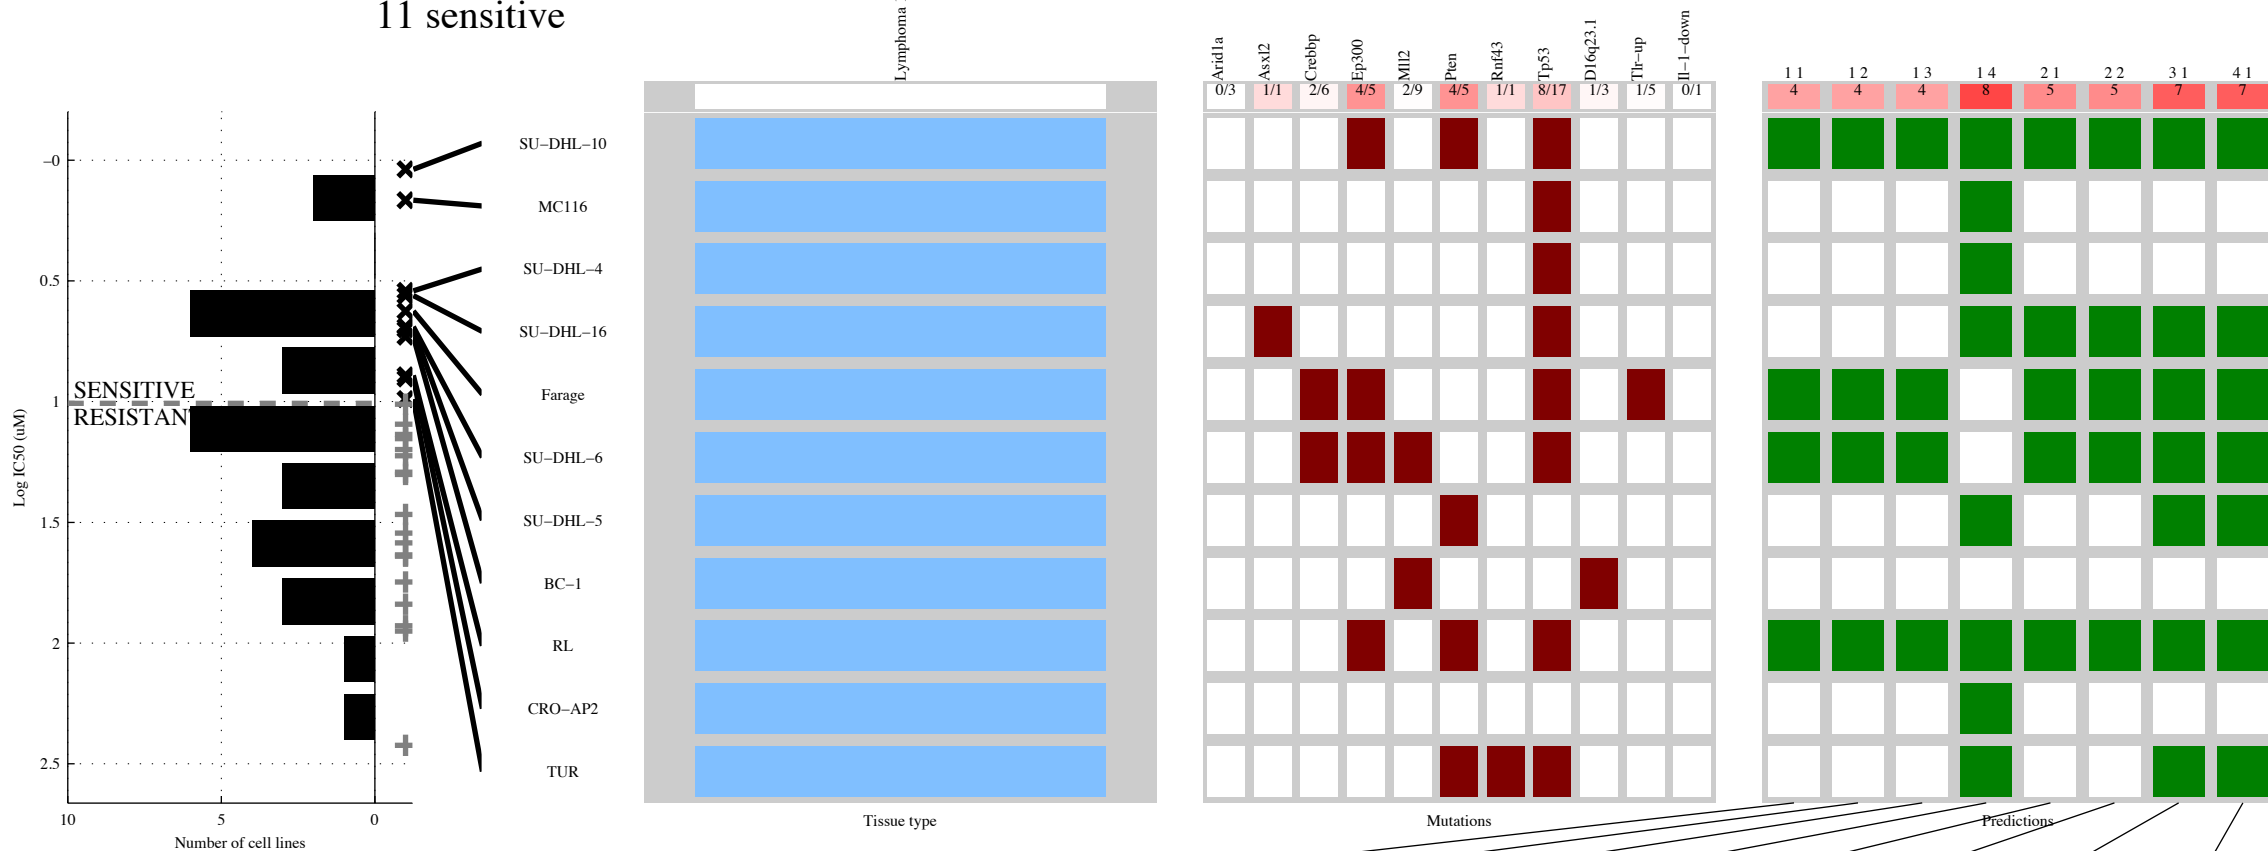 11 sensitive
Lymphoma
Arid1a Asxl2 Crebbp Ep300 Mll2 Pten Rnf43 Tp53 D16q23.1 Tlr−up Il−1−down
0/3 1/1 2/6 4/5 2/9 4/5 1/1 8/17 1/3 1/5 0/1
1 1 1 2 1 3 1 4 2 1 2 2 3 1 4 1
4 4 4 8 5 5 7 7
SU−DHL−10
MC116
SU−DHL−4
SU−DHL−16
Farage
SU−DHL−6
SU−DHL−5
BC−1
RL
CRO−AP2
TUR
−0
0.5
1
1.5
2
2.5
SENSITIVE
RESISTAN
Log IC50 (uM)
10 5 0
Number of cell lines
Tissue type
Mutations
Predictions